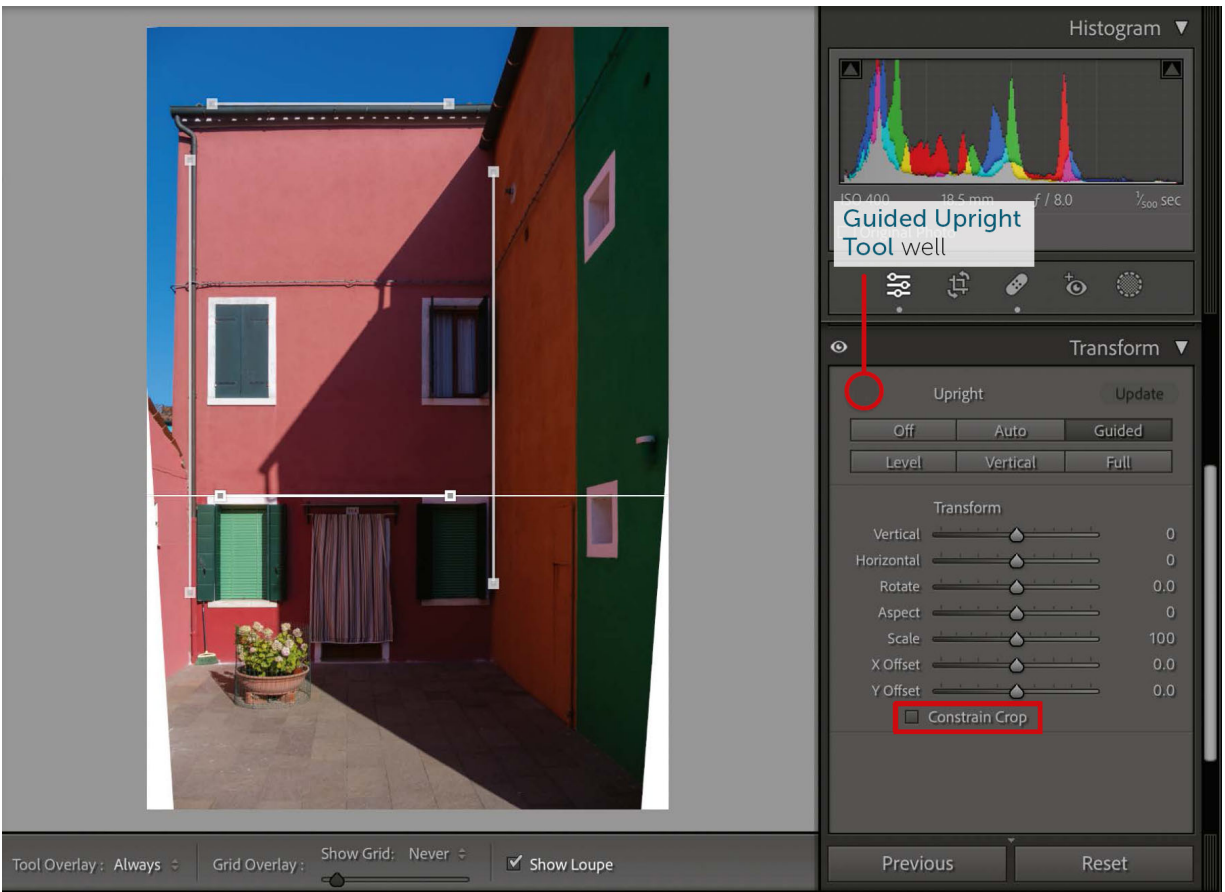 Histogram
ISO 400 18.5 mm f / 8.0 1/500 sec
Guided Upright
Tool well
Transform
Upright Update
Off Auto Guided
Level Vertical Full
Transform
Vertical 0
Horizontal 0
Rotate 0.0
Aspect 0
Scale 100
X Offset 0.0
Y Offset 0.0
Constrain Crop
Tool Overlay : Always Grid Overlay : Show Grid: Never Show Loupe
Previous Reset